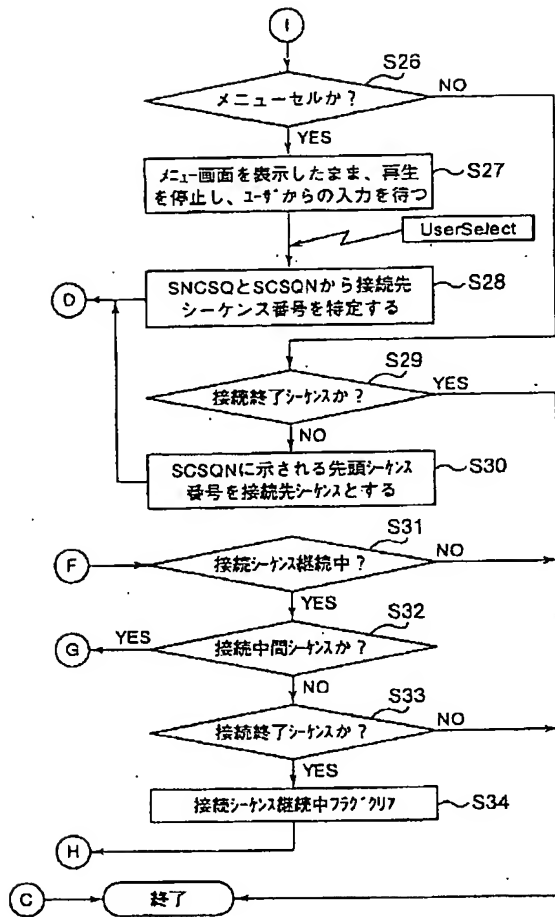 I
S26
メニューセルか?
NO
YES
メニュー画面を表示したまま、再生
を停止し、ユーザからの入力を待つ
S27
UserSelect
SNCSQとSCSQNから接続先
シーケンス番号を特定する
S28
D
S29
接続終了シーケンスか?
YES
NO
SCSQNに示される先頭シーケンス
番号を接続先シーケンスとする
S30
S31
F
接続シーケンス継続中?
NO
YES
S32
G
YES
接続中間シーケンスか?
NO
S33
接続終了シーケンスか?
NO
YES
接続シーケンス継続中フラグクリア
S34
H
C
終了